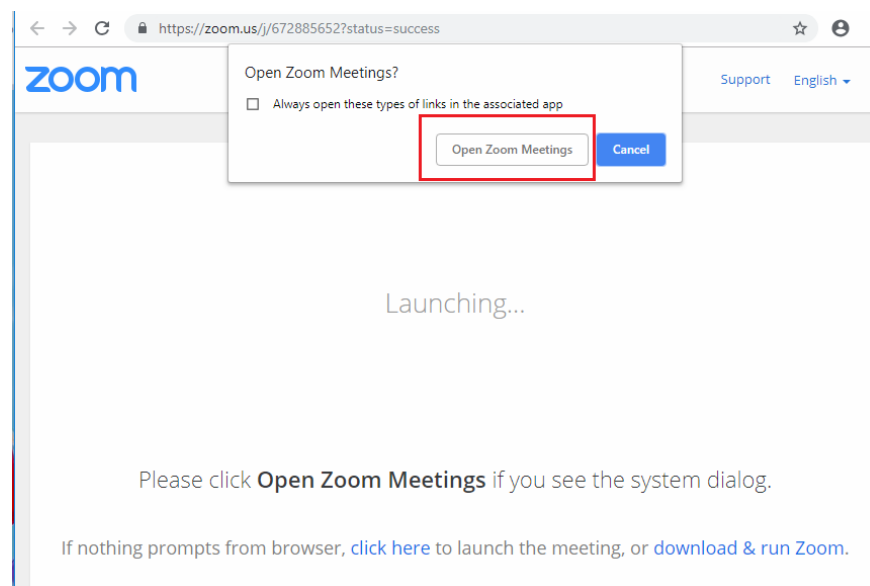 https://zoom.us/j/672885652?status=success
zoom
Support English
Open Zoom Meetings?
Always open these types of links in the associated app
Open Zoom Meetings Cancel
Launching...
Please click Open Zoom Meetings if you see the system dialog.
If nothing prompts from browser, click here to launch the meeting, or download & run Zoom.